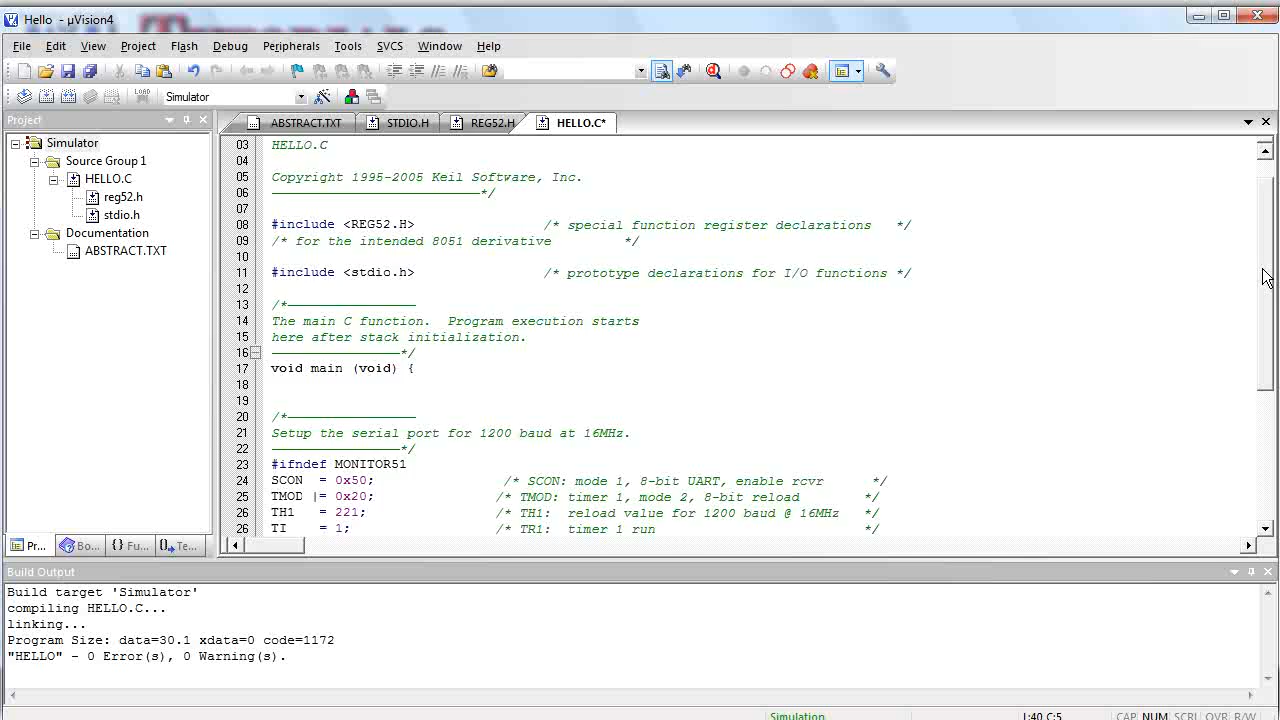 Hello - µVision4
File Edit View Project Flash Debug Peripherals Tools SVCS Window Help
LOAD Simulator
Project
ABSTRACT.TXT STDIO.H REG52.H HELLO.C*
Simulator
Source Group 1
HELLO.C
reg52.h
stdio.h
Documentation
ABSTRACT.TXT
Pr... Bo... {} Fu... Te...
03 HELLO.C
04
05 Copyright 1995-2005 Keil Software, Inc.
06 */
07
08 #include <REG52.H> /* special function register declarations */
09 /* for the intended 8051 derivative */
10
11 #include <stdio.h> /* prototype declarations for I/O functions */
12
13 /*
14 The main C function. Program execution starts
15 here after stack initialization.
16 */
17 void main (void) {
18
19
20 /*
21 Setup the serial port for 1200 baud at 16MHz.
22 */
23 #ifndef MONITOR51
24 SCON = 0x50; /* SCON: mode 1, 8-bit UART, enable rcvr */
25 TMOD |= 0x20; /* TMOD: timer 1, mode 2, 8-bit reload */
26 TH1 = 221; /* TH1: reload value for 1200 baud @ 16MHz */
26 TI = 1; /* TR1: timer 1 run */
Build Output
Build target 'Simulator'
compiling HELLO.C...
linking...
Program Size: data=30.1 xdata=0 code=1172
"HELLO" - 0 Error(s), 0 Warning(s).
Simulation L:40 C:5 CAP NUM SCRL OVR R/W